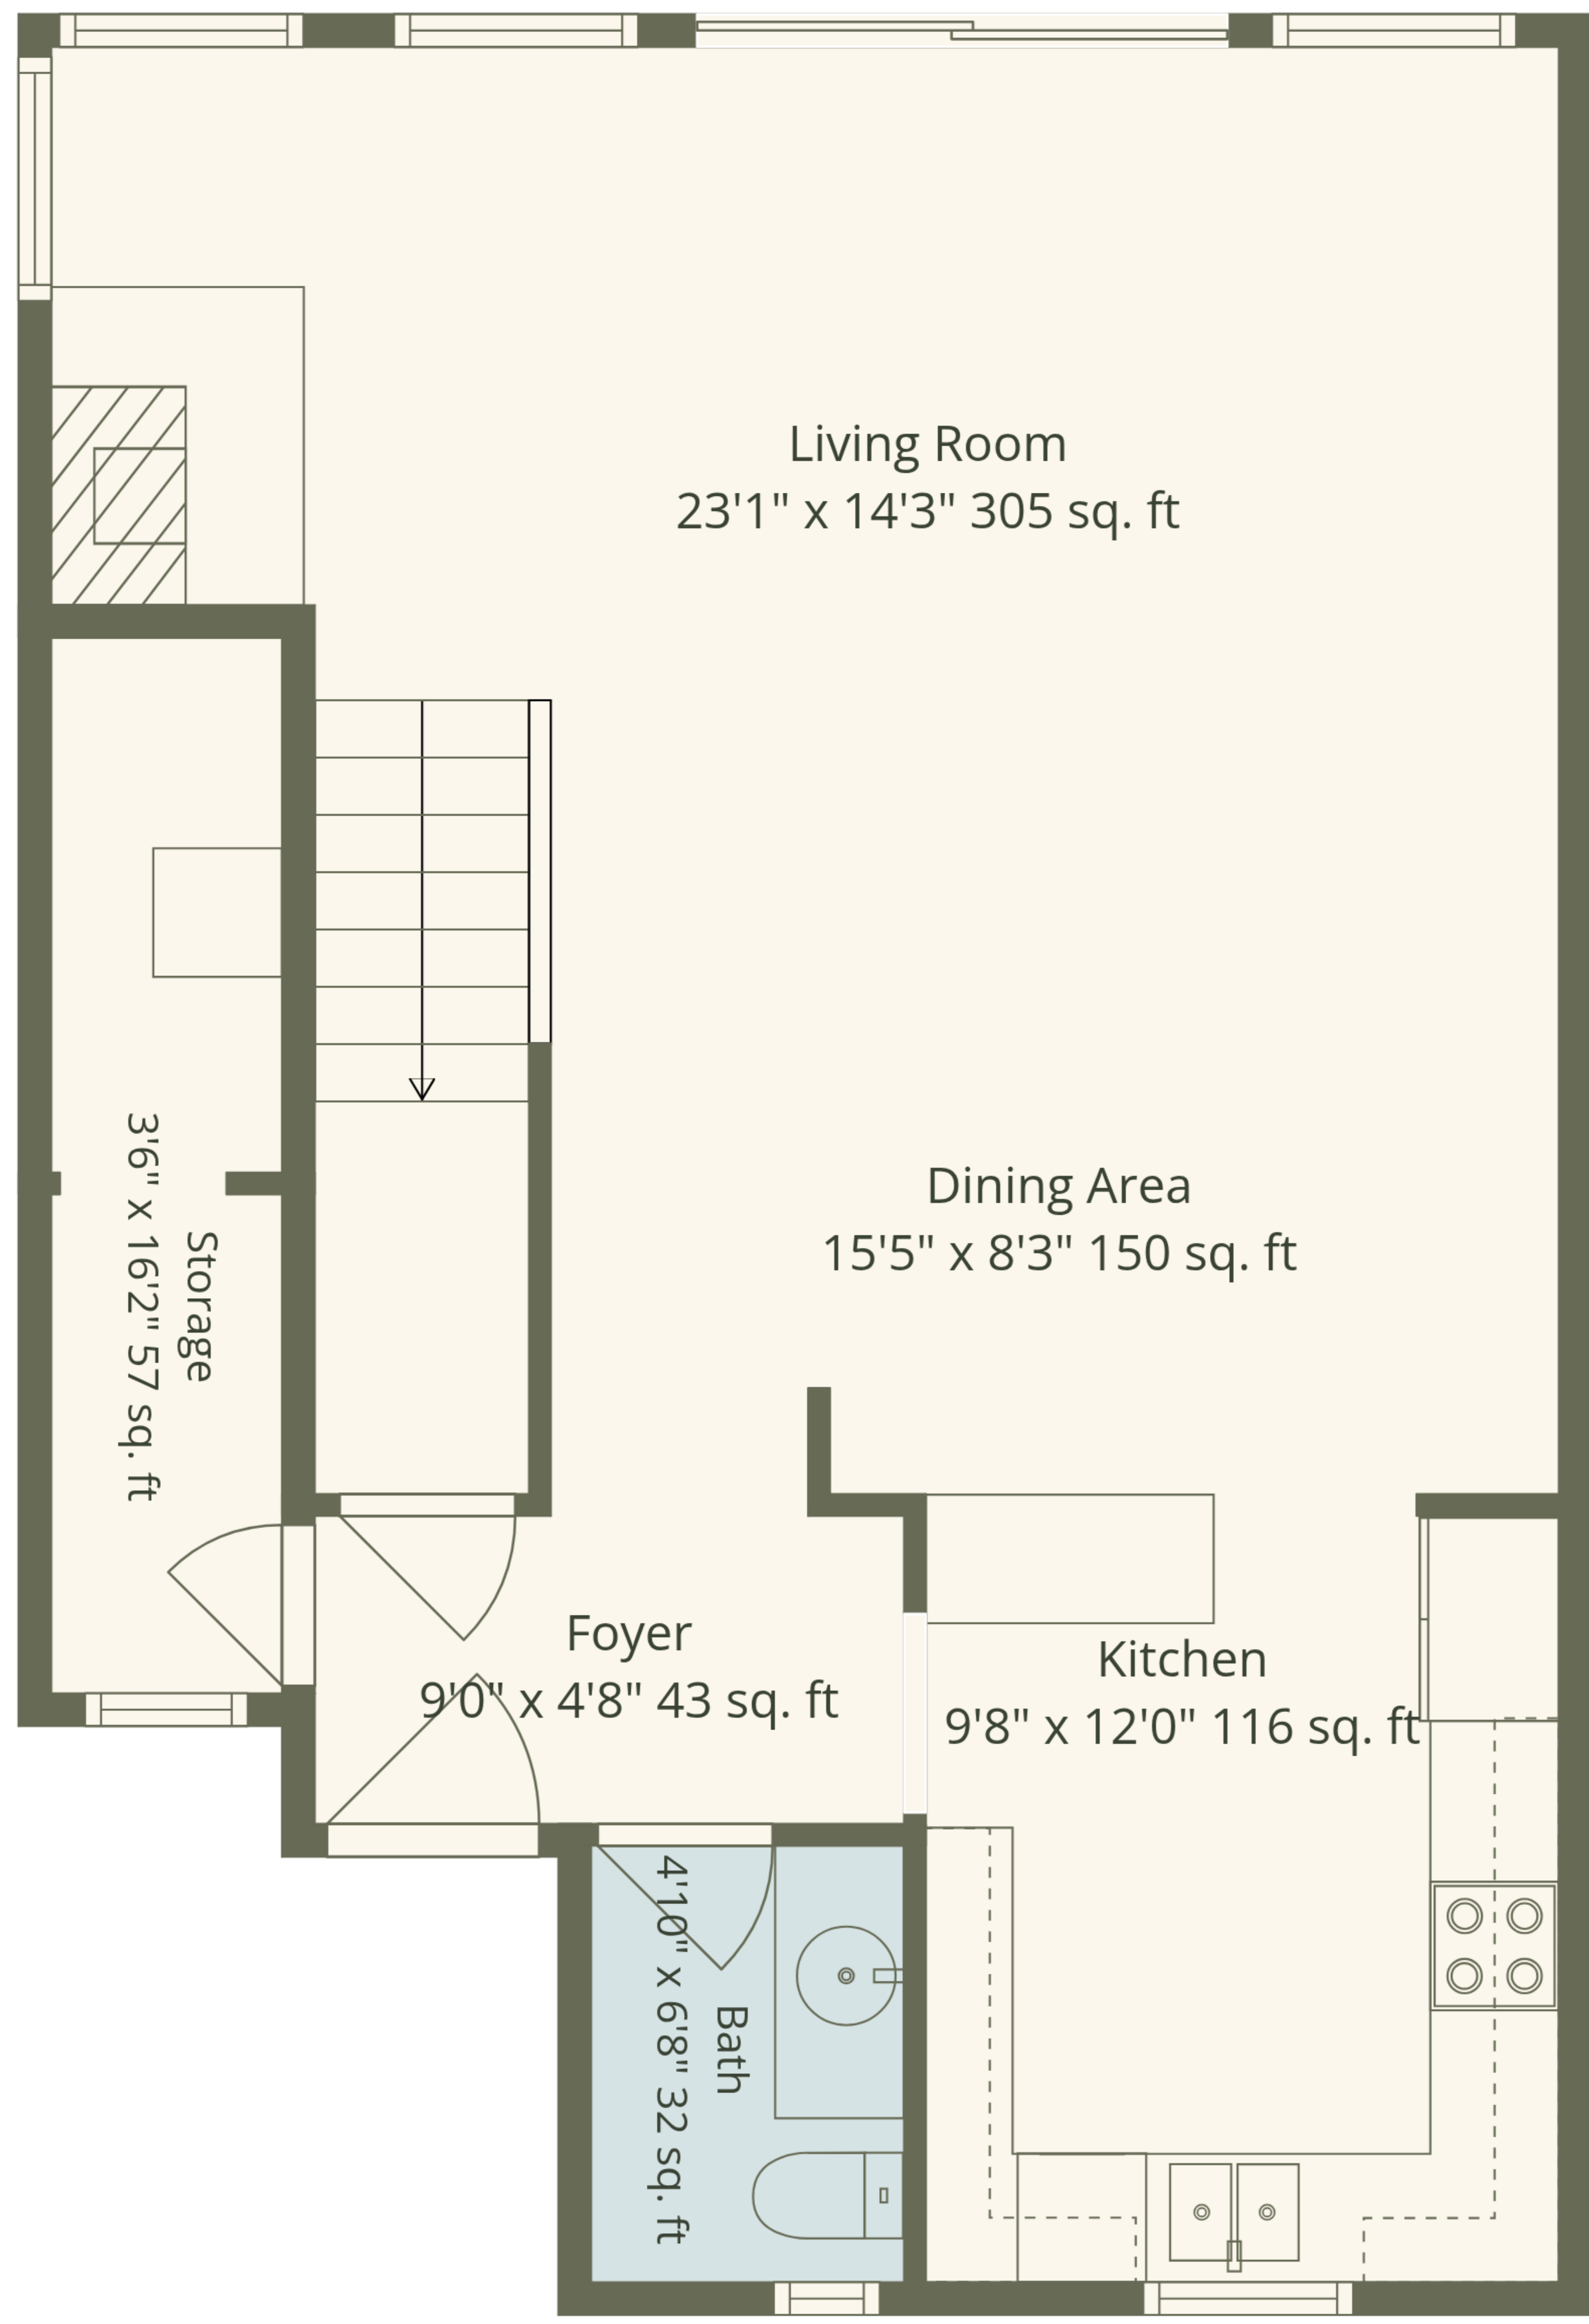 Living Room
23'1" x 14'3" 305 sq. ft
Dining Area
15'5" x 8'3" 150 sq. ft
Storage
3'6" x 16'2" 57 sq. ft
Foyer
9'0" x 4'8" 43 sq. ft
Kitchen
9'8" x 12'0" 116 sq. ft
Bath
4'10" x 6'8" 32 sq. ft